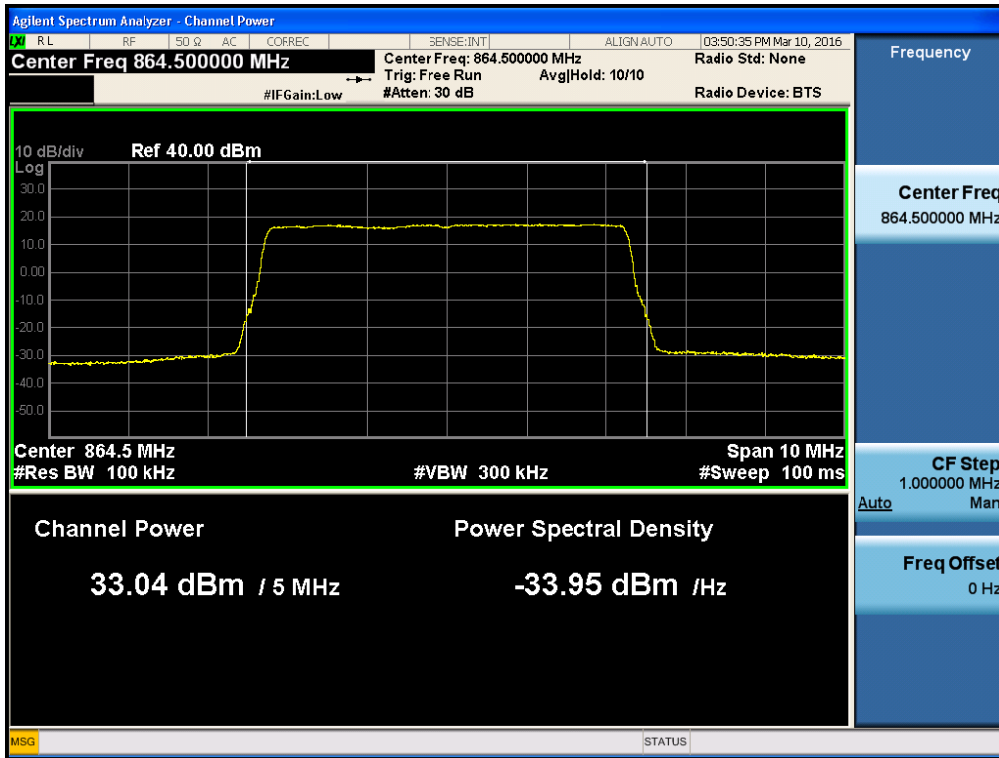 Agilent Spectrum Analyzer - Channel Power
LXI RL RF 50 Ω AC CORREC SENSE:INT ALIGN AUTO 03:50:35 PM Mar 10, 2016
Center Freq 864.500000 MHz
Center Freq: 864.500000 MHz Radio Std: None
Trig: Free Run Avg|Hold: 10/10
#IFGain:Low #Atten: 30 dB Radio Device: BTS
Frequency
10 dB/div Ref 40.00 dBm
Log
30.0
20.0
10.0
0.00
-10.0
-20.0
-30.0
-40.0
-50.0
Center 864.5 MHz Span 10 MHz
#Res BW 100 kHz #VBW 300 kHz #Sweep 100 ms
Channel Power Power Spectral Density
33.04 dBm / 5 MHz -33.95 dBm /Hz
Center Freq
864.500000 MHz
CF Step
1.000000 MHz
Auto Man
Freq Offset
0 Hz
MSG STATUS